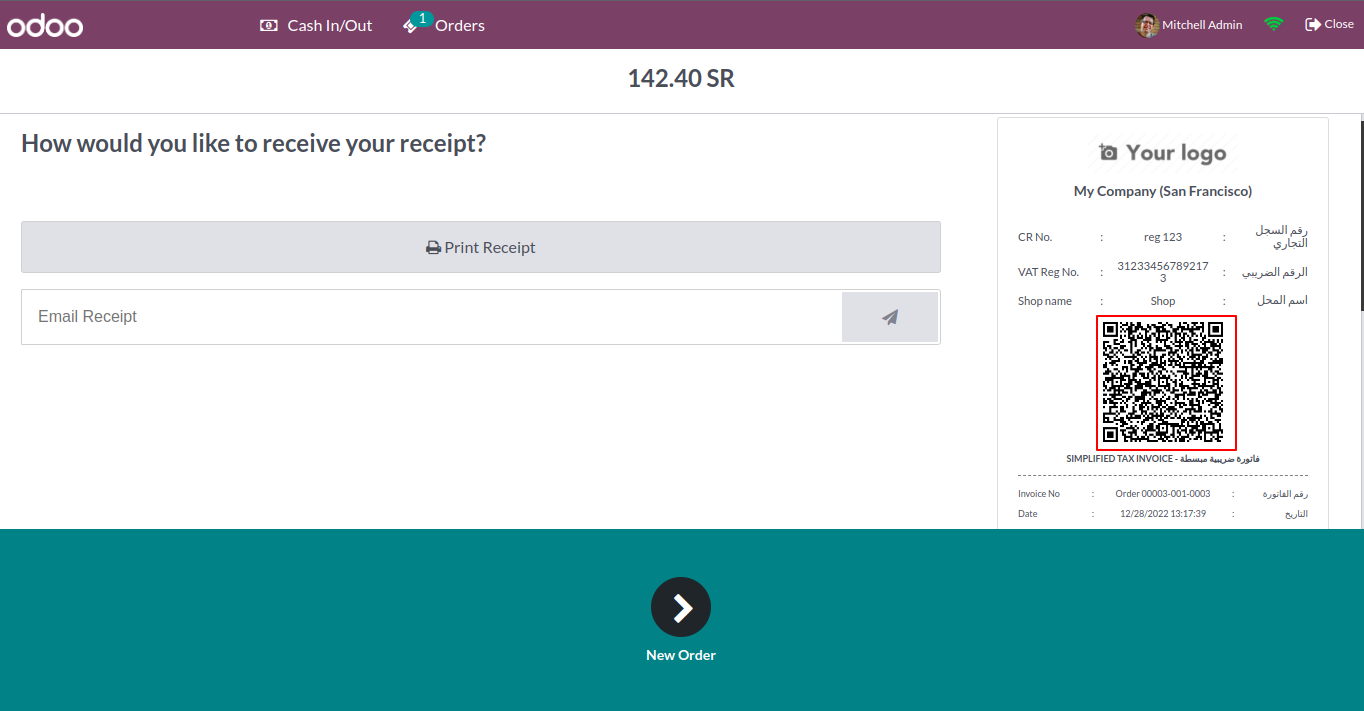 odoo Cash In/Out 1 Orders Mitchell Admin Close
142.40 SR
How would you like to receive your receipt?
Print Receipt
Email Receipt
Your logo
My Company (San Francisco)
CR No. : reg 123 : رقم السجل
التجاري
VAT Reg No. : 31233456789217 : الرقم الضريبي
3
Shop name : Shop : اسم المحل
SIMPLIFIED TAX INVOICE - فاتورة ضريبية مبسطة
Invoice No : Order 00003-001-0003 : رقم الفاتورة
Date : 12/28/2022 13:17:39 : التاريخ
New Order